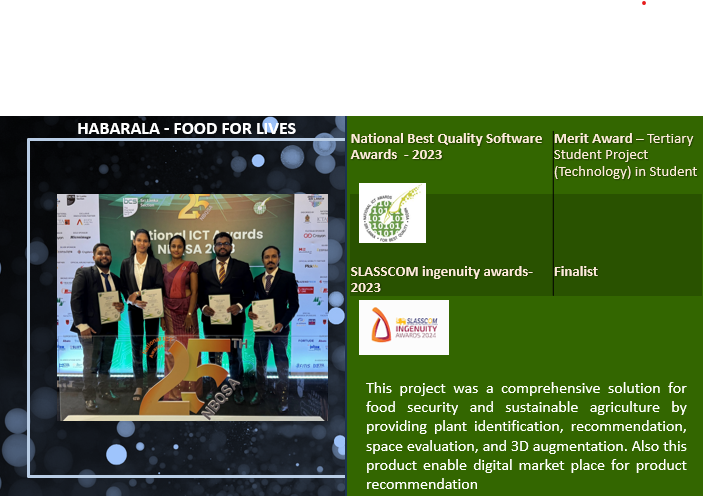 HABARALA - FOOD FOR LIVES
National ICT Awards
NBQSA 2023
25TH
NBQSA
National Best Quality Software
Awards - 2023
Merit Award – Tertiary
Student Project
(Technology) in Student
SLASSCOM ingenuity awards-
2023
Finalist
SLASSCOM
INGENUITY
AWARDS 2024
This project was a comprehensive solution for
food security and sustainable agriculture by
providing plant identification, recommendation,
space evaluation, and 3D augmentation. Also this
product enable digital market place for product
recommendation